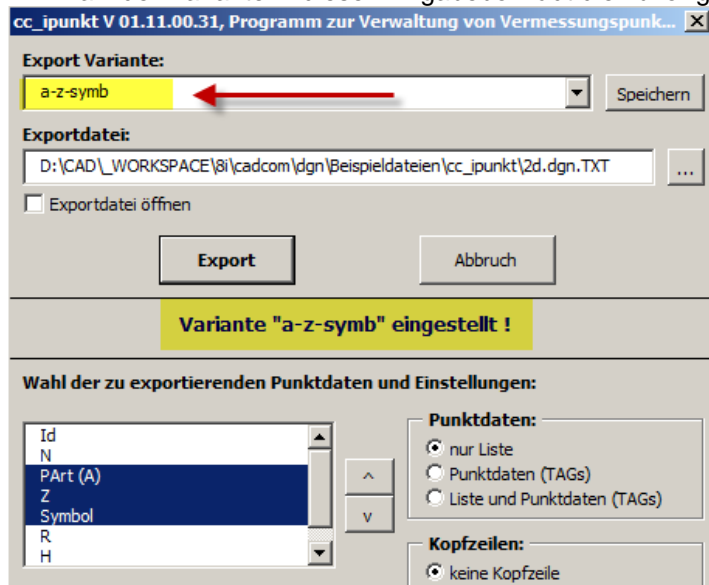 cc_ipunkt V 01.11.00.31, Programm zur Verwaltung von Vermessungspunk... X
Export Variante:
a-z-symb
Speichern
Exportdatei:
D:\CAD\_WORKSPACE\8i\cadcom\dgn\Beispieldateien\cc_ipunkt\2d.dgn.TXT
...
Exportdatei öffnen
Export
Abbruch
Variante "a-z-symb" eingestellt !
Wahl der zu exportierenden Punktdaten und Einstellungen:
Id
N
PArt (A)
Z
Symbol
R
H
^
v
Punktdaten:
nur Liste
Punktdaten (TAGs)
Liste und Punktdaten (TAGs)
Kopfzeilen:
keine Kopfzeile